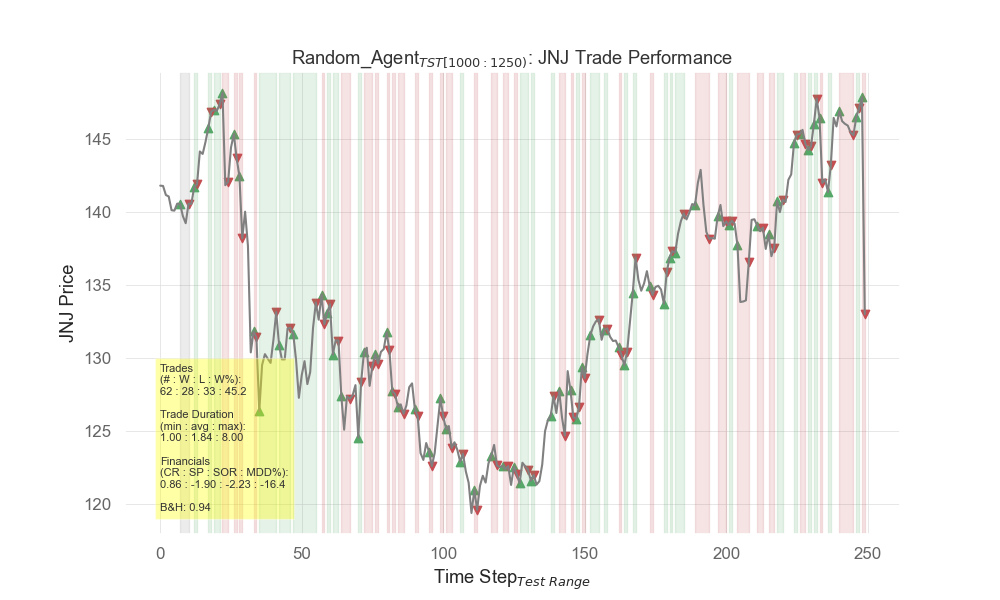 Random_Agent_TST[1000:1250): JNJ Trade Performance
JNJ Price
145
140
135
130
125
120
Trades
(# : W : L : W%):
62 : 28 : 33 : 45.2
Trade Duration
(min : avg : max):
1.00 : 1.84 : 8.00
Financials
(CR : SP : SOR : MDD%):
0.86 : -1.90 : -2.23 : -16.4
B&H: 0.94
0 50 100 150 200 250
Time Step Test Range